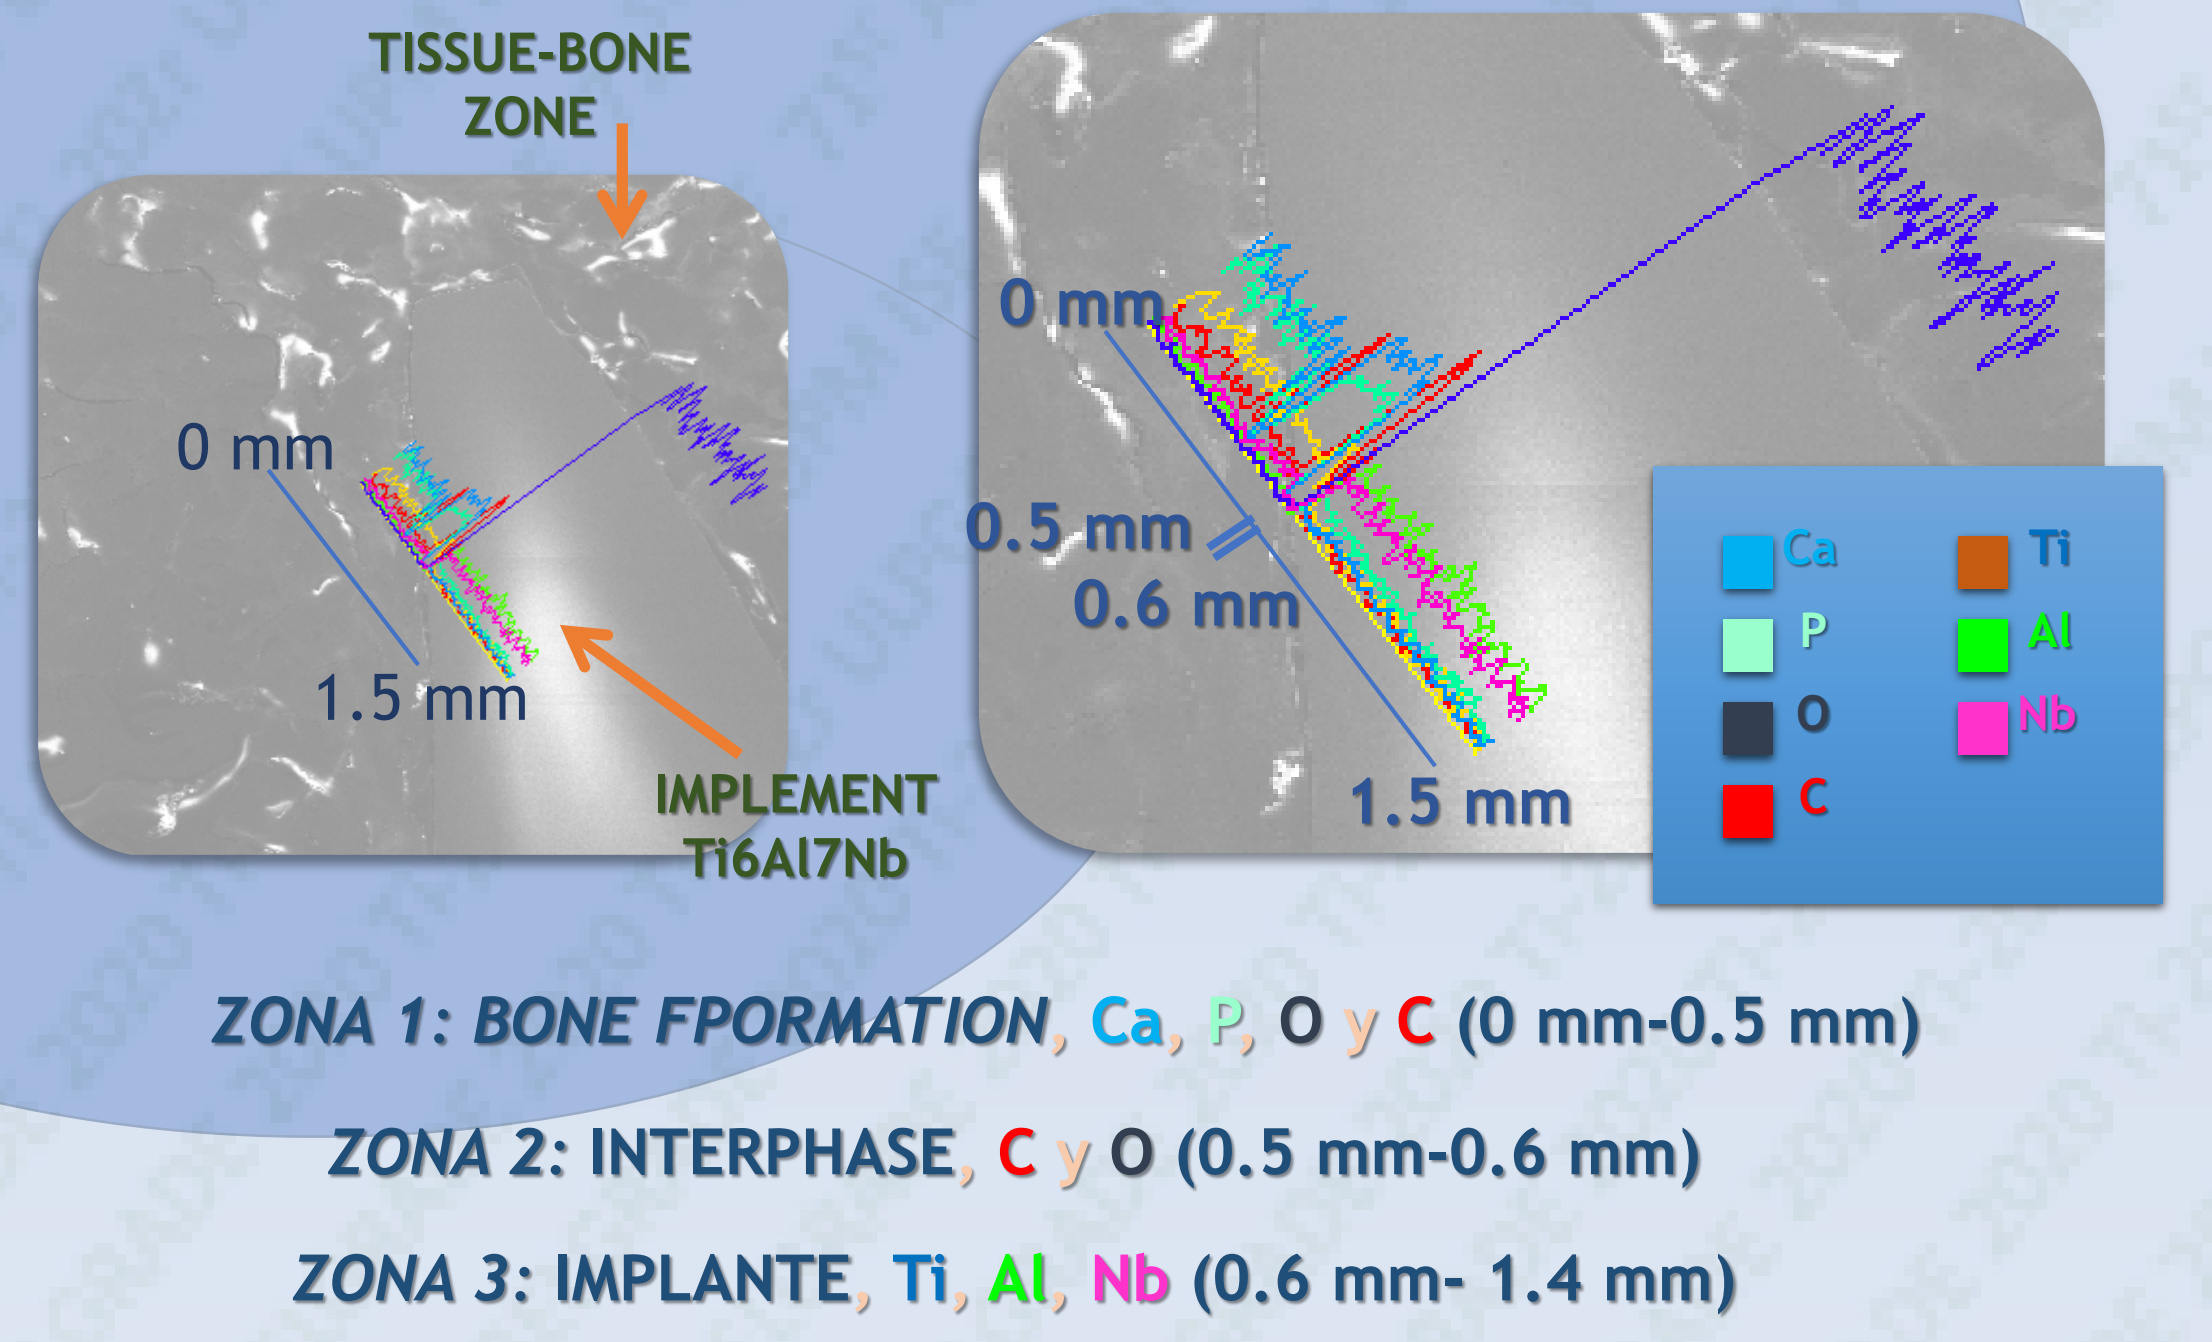 TISSUE-BONE
ZONE
0 mm
1.5 mm
IMPLEMENT
Ti6Al7Nb
0 mm
0.5 mm
0.6 mm
1.5 mm
Ca
Ti
P
Al
O
Nb
C
ZONA 1: BONE FPORMATION, Ca, P, O y C (0 mm-0.5 mm)
ZONA 2: INTERPHASE, C y O (0.5 mm-0.6 mm)
ZONA 3: IMPLANTE, Ti, Al, Nb (0.6 mm- 1.4 mm)